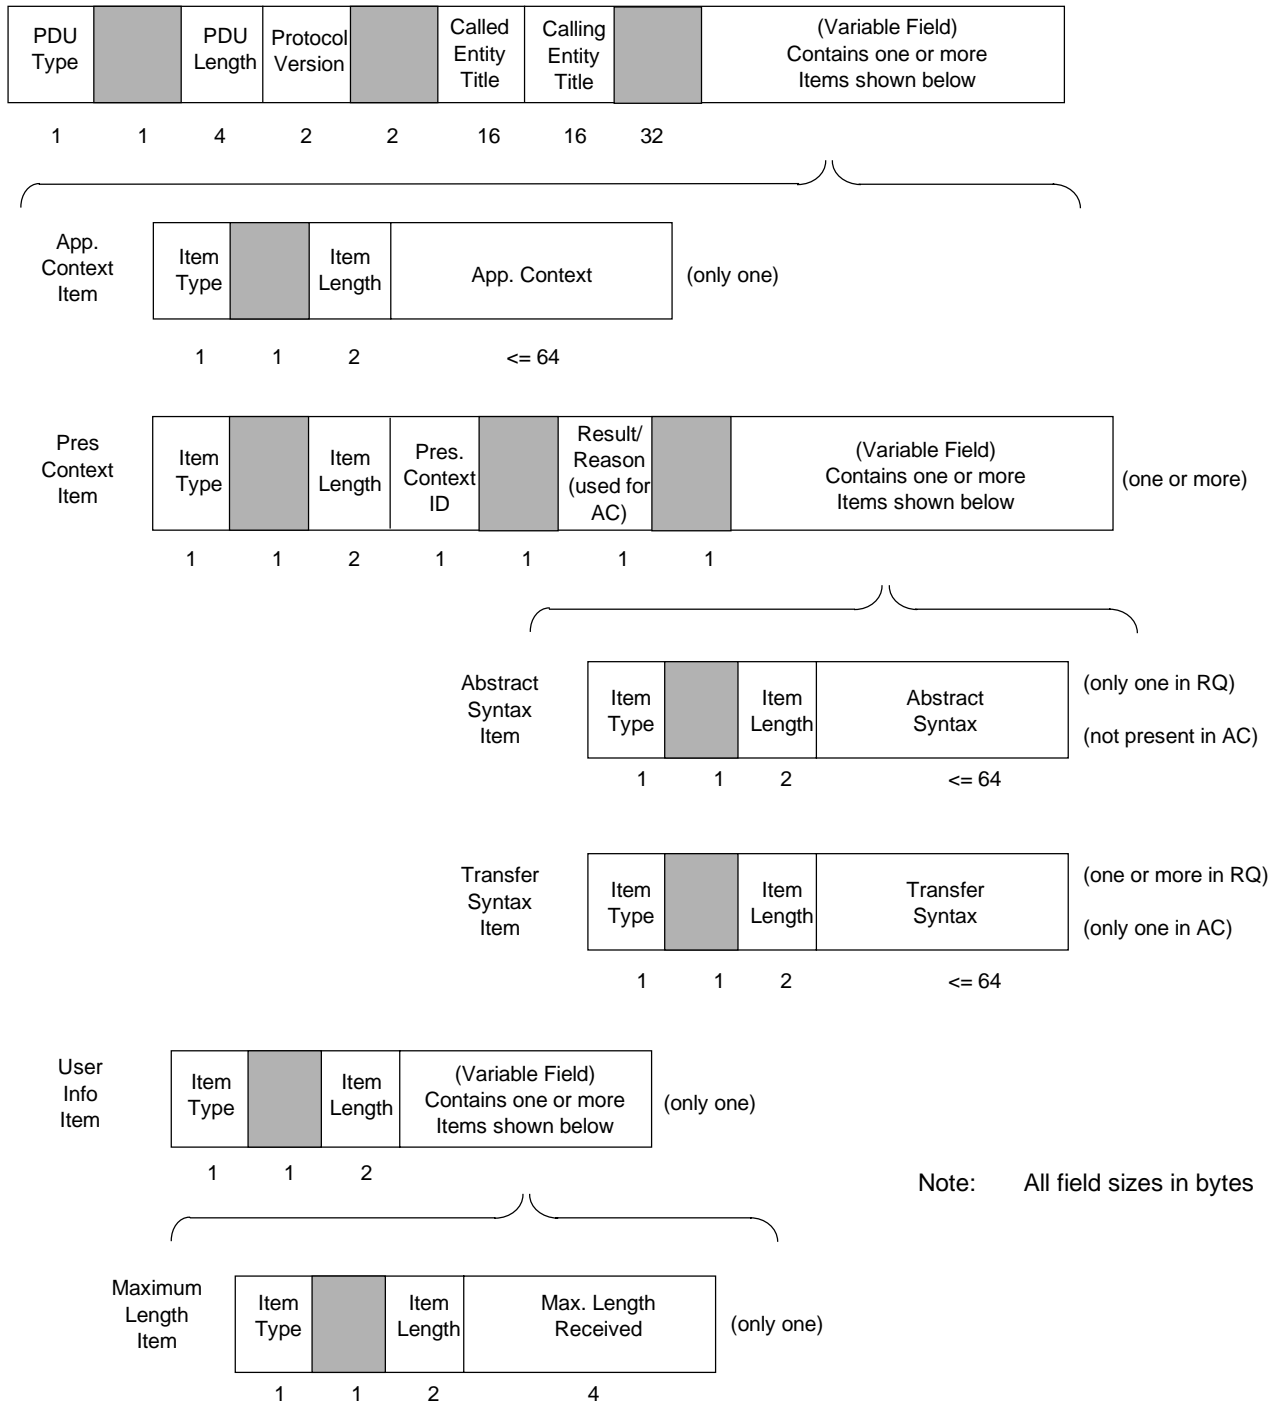 PDU
Type
PDU
Length
Protocol
Version
Called
Entity
Title
Calling
Entity
Title
(Variable Field)
Contains one or more
Items shown below
1 1 4 2 2 16 16 32
App.
Context
Item
Item
Type
Item
Length
App. Context
(only one)
1 1 2 <= 64
Pres
Context
Item
Item
Type
Item
Length
Pres.
Context
ID
Result/
Reason
(used for
AC)
(Variable Field)
Contains one or more
Items shown below
(one or more)
1 1 2 1 1 1 1
Abstract
Syntax
Item
Item
Type
Item
Length
Abstract
Syntax
(only one in RQ)
(not present in AC)
1 1 2 <= 64
Transfer
Syntax
Item
Item
Type
Item
Length
Transfer
Syntax
(one or more in RQ)
(only one in AC)
1 1 2 <= 64
User
Info
Item
Item
Type
Item
Length
(Variable Field)
Contains one or more
Items shown below
(only one)
1 1 2
Note: All field sizes in bytes
Maximum
Length
Item
Item
Type
Item
Length
Max. Length
Received
(only one)
1 1 2 4